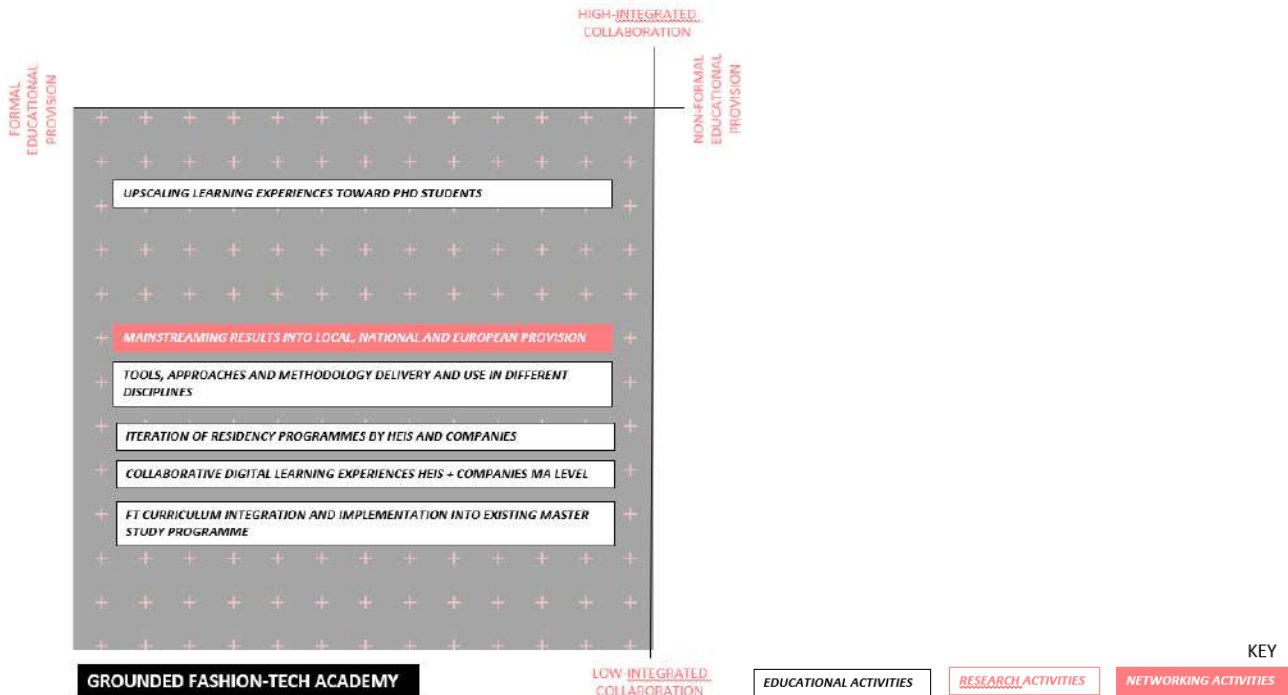 HIGH-INTEGRATED
COLLABORATION
FORMAL
EDUCATIONAL
PROVISION
NON-FORMAL
EDUCATIONAL
PROVISION
UPSCALING LEARNING EXPERIENCES TOWARD PHD STUDENTS
MAINSTREAMING RESULTS INTO LOCAL, NATIONAL AND EUROPEAN PROVISION
TOOLS, APPROACHES AND METHODOLOGY DELIVERY AND USE IN DIFFERENT
DISCIPLINES
ITERATION OF RESIDENCY PROGRAMMES BY HEIS AND COMPANIES
COLLABORATIVE DIGITAL LEARNING EXPERIENCES HEIS + COMPANIES MA LEVEL
FT CURRICULUM INTEGRATION AND IMPLEMENTATION INTO EXISTING MASTER
STUDY PROGRAMME
GROUNDED FASHION-TECH ACADEMY
LOW-INTEGRATED
COLLABORATION
KEY
EDUCATIONAL ACTIVITIES
RESEARCH ACTIVITIES
NETWORKING ACTIVITIES